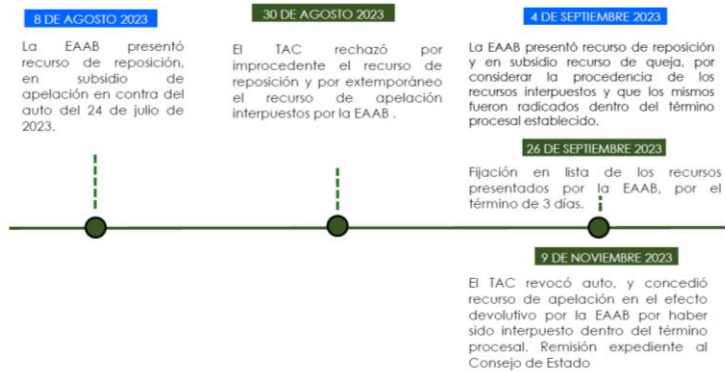 8 DE AGOSTO 2023
La EAAB presentó
recurso de reposición,
en subsidio de
apelación en contra del
auto del 24 de julio de
2023.
30 DE AGOSTO 2023
El TAC rechazó por
improcedente el recurso de
reposición y por extemporáneo
el recurso de apelación
interpuestos por la EAAB .
4 DE SEPTIEMBRE 2023
La EAAB presentó recurso de reposición
y en subsidio recurso de queja, por
considerar la procedencia de los
recursos interpuestos y que los mismos
fueron radicados dentro del término
procesal establecido.
26 DE SEPTIEMBRE 2023
Fijación en lista de los recursos
presentados por la EAAB, por el
término de 3 días.
9 DE NOVIEMBRE 2023
El TAC revocó auto, y concedió
recurso de apelación en el efecto
devolutivo por la EAAB por haber
sido interpuesto dentro del término
procesal. Remisión expediente al
Consejo de Estado